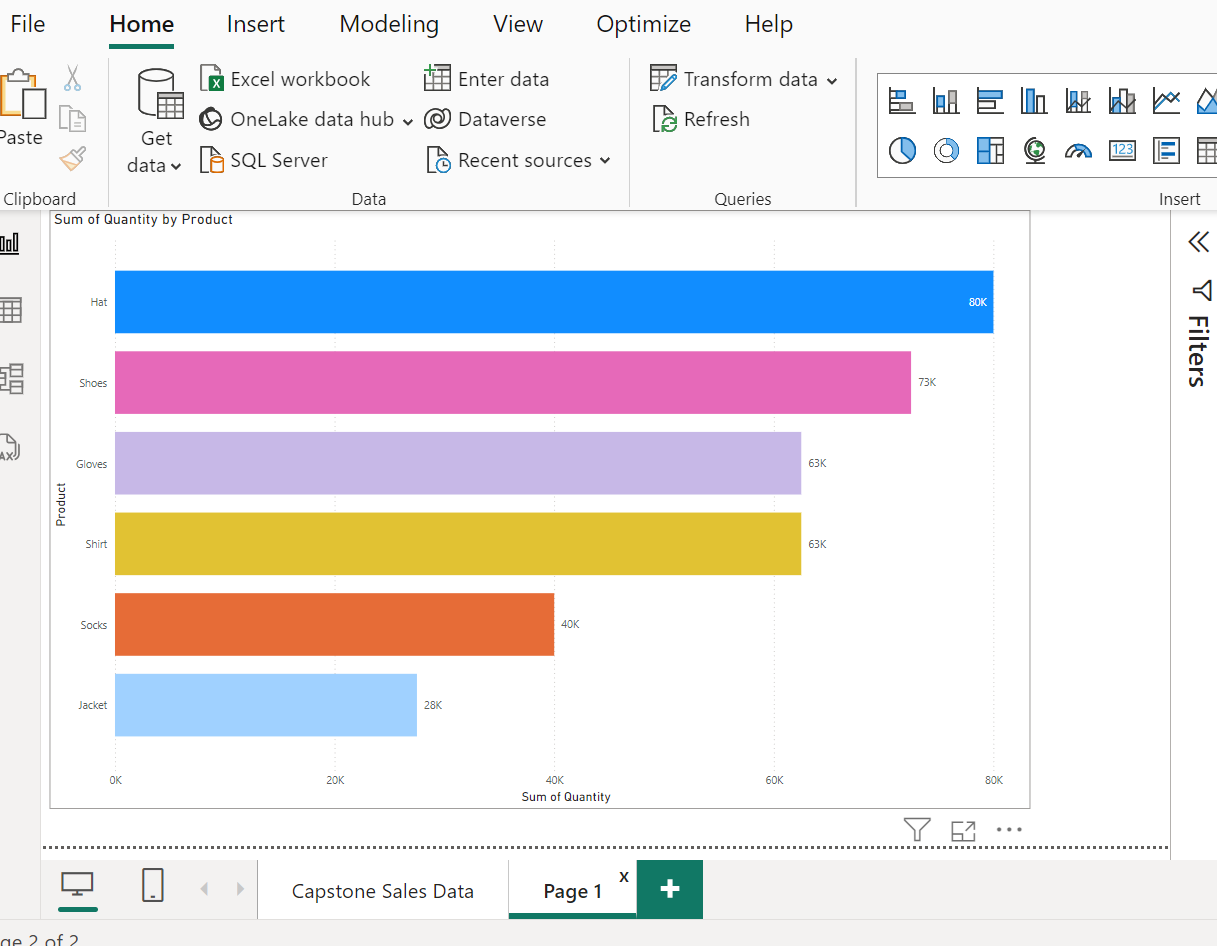 File Home Insert Modeling View Optimize Help
Paste
Clipboard
Get data
Excel workbook
OneLake data hub
SQL Server
Enter data
Dataverse
Recent sources
Data
Transform data
Refresh
Queries
123
Insert
Sum of Quantity by Product
Product
Hat 80K
Shoes 73K
Gloves 63K
Shirt 63K
Socks 40K
Jacket 28K
0K 20K 40K 60K 80K
Sum of Quantity
Filters
Capstone Sales Data Page 1 x +
ge 2 of 2